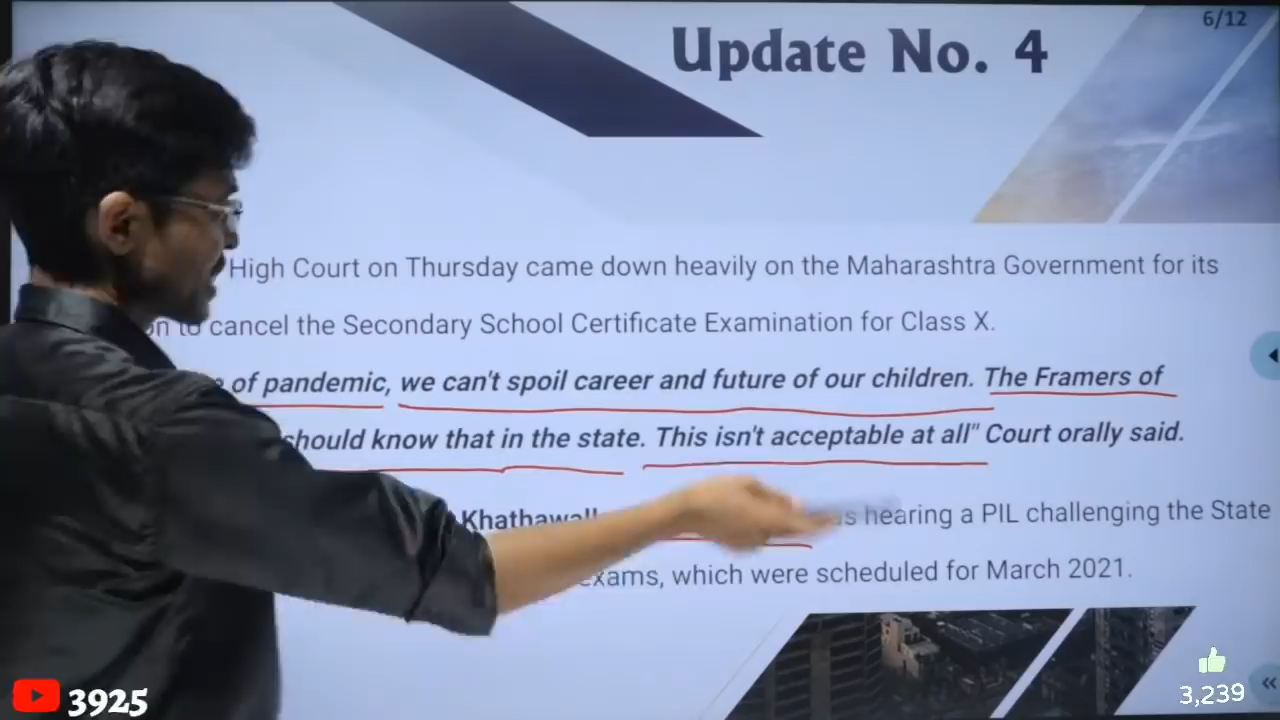 6/12
Update No. 4
High Court on Thursday came down heavily on the Maharashtra Government for its
to cancel the Secondary School Certificate Examination for Class X.
of pandemic, we can't spoil career and future of our children. The Framers of
should know that in the state. This isn't acceptable at all" Court orally said.
hearing a PIL challenging the State
exams, which were scheduled for March 2021.
3925
3,239